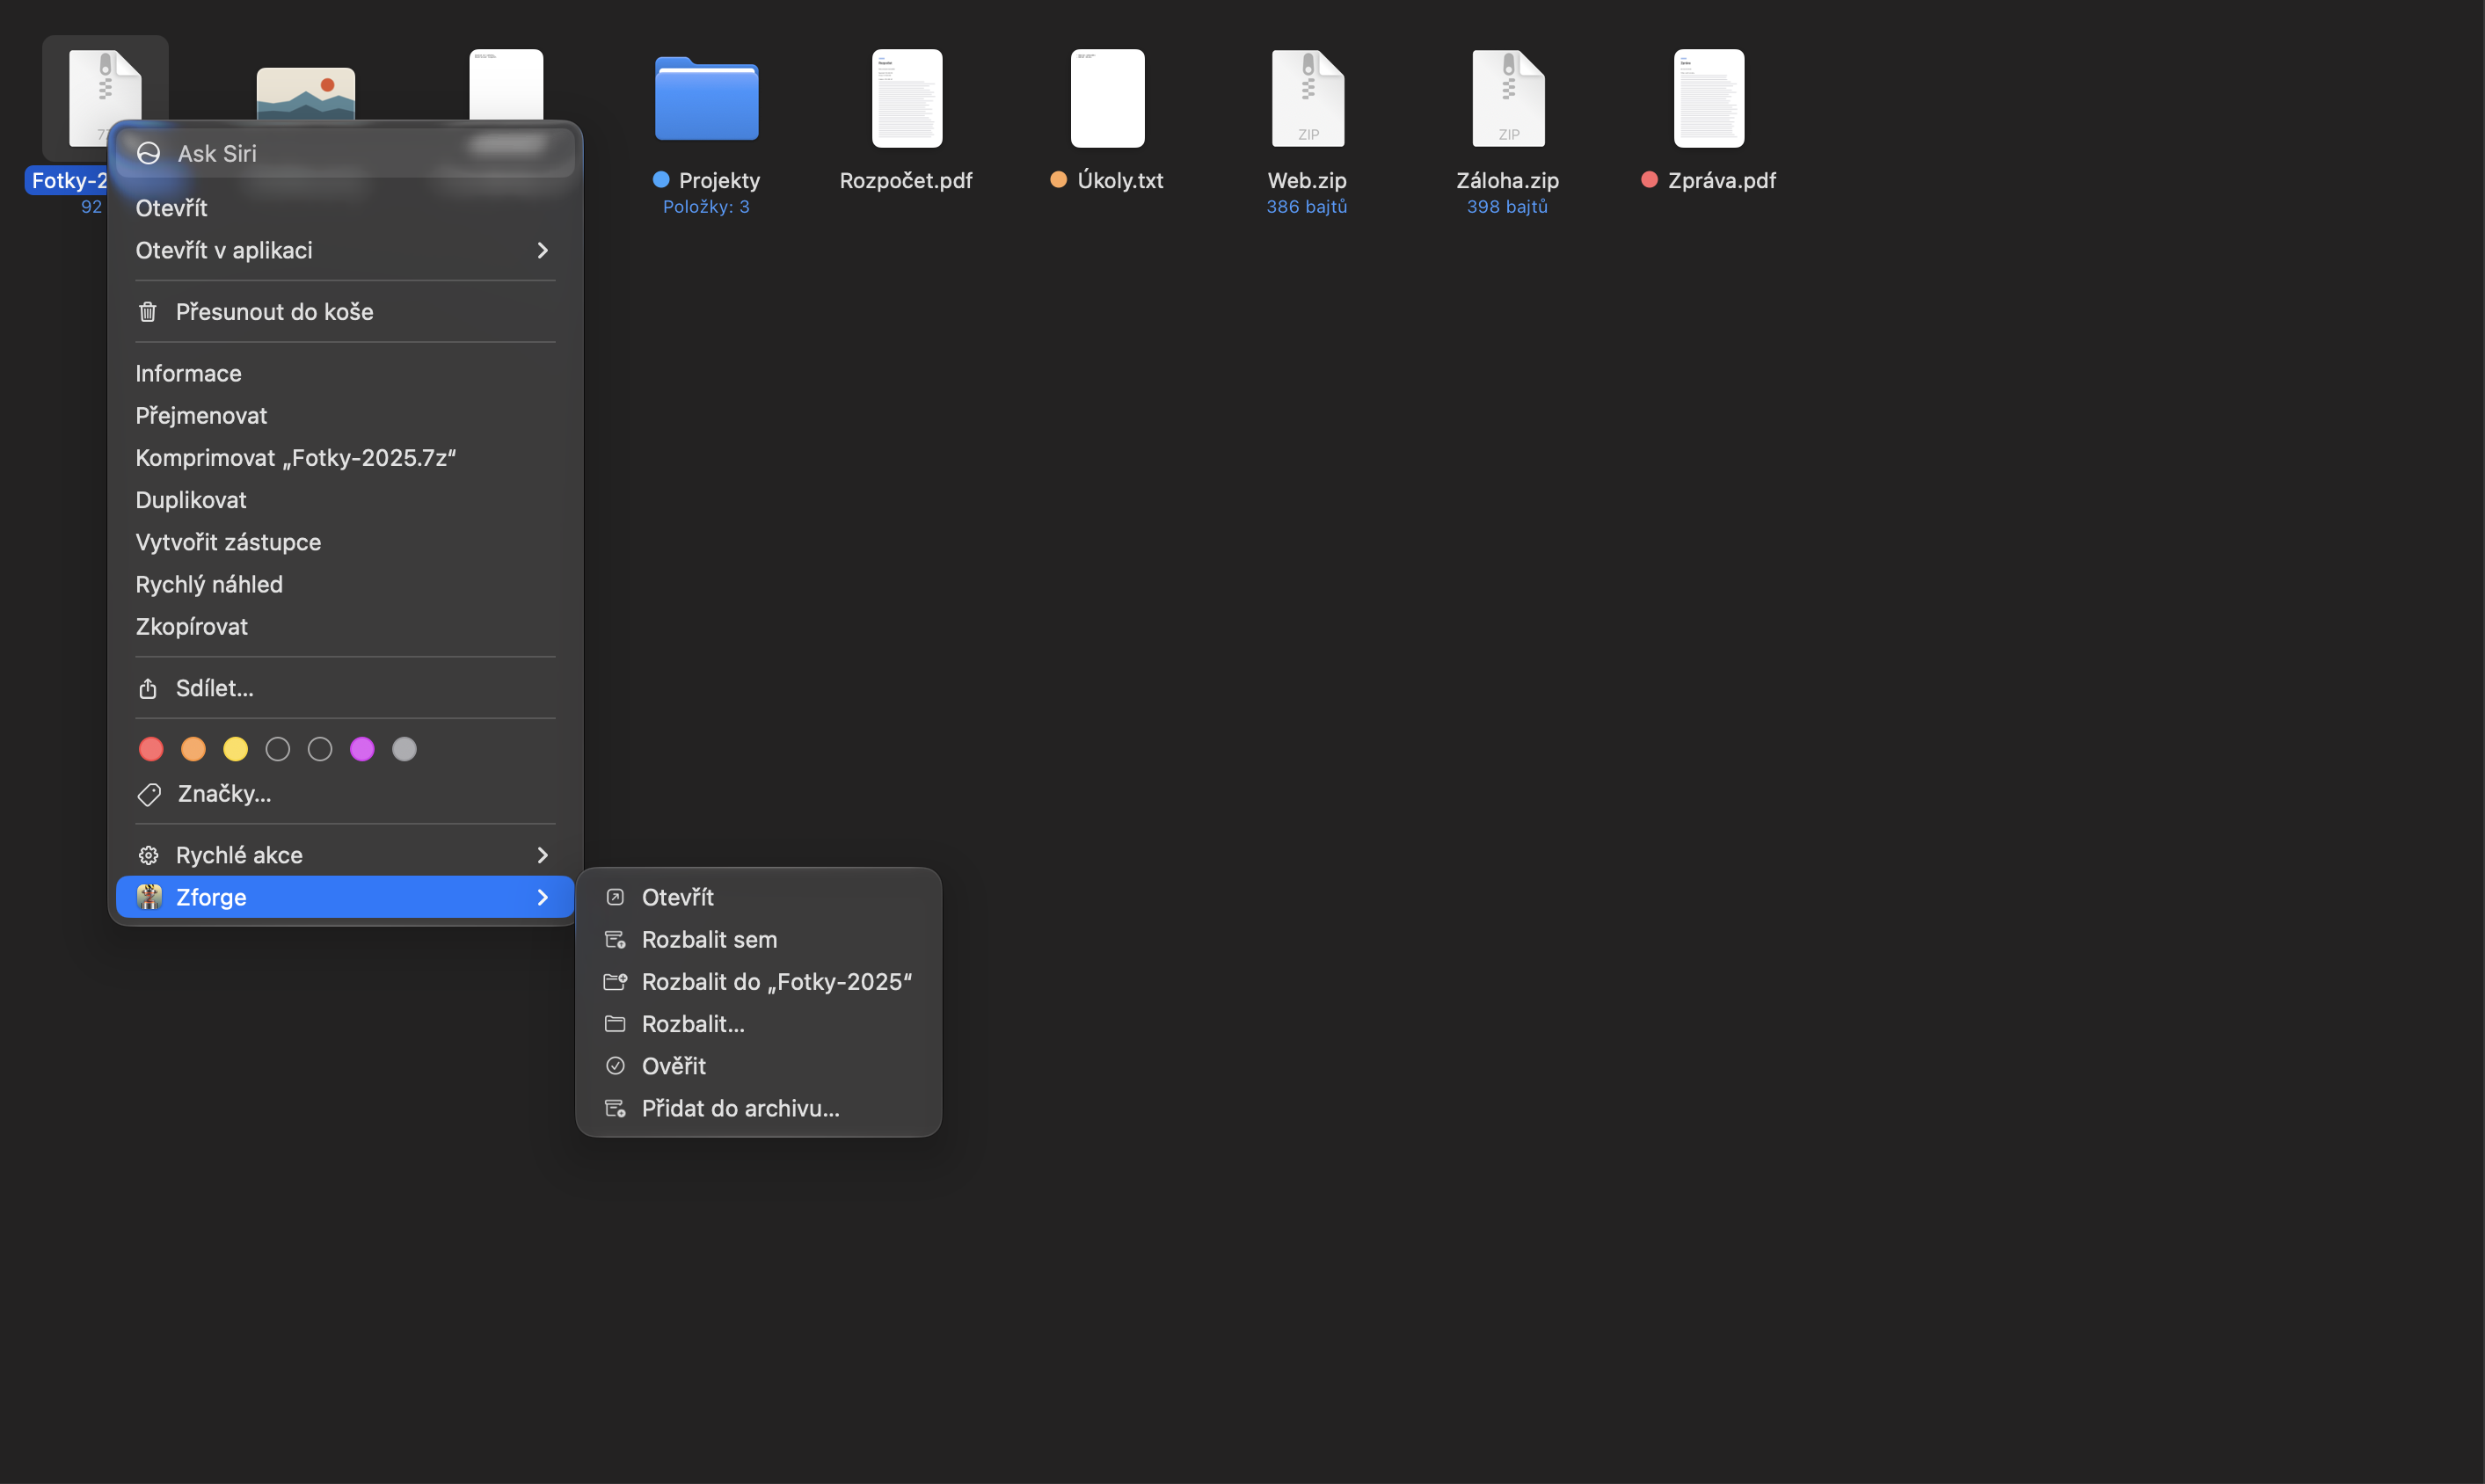 Fotky-2
92
Projekty
Položky: 3
Rozpočet.pdf
Úkoly.txt
Web.zip
386 bajtů
Záloha.zip
398 bajtů
Zpráva.pdf
ZIP
ZIP
Ask Siri
Otevřít
Otevřít v aplikaci
Přesunout do koše
Informace
Přejmenovat
Komprimovat „Fotky-2025.7z“
Duplikovat
Vytvořit zástupce
Rychlý náhled
Zkopírovat
Sdílet...
Značky...
Rychlé akce
Zforge
Otevřít
Rozbalit sem
Rozbalit do „Fotky-2025“
Rozbalit...
Ověřit
Přidat do archivu...